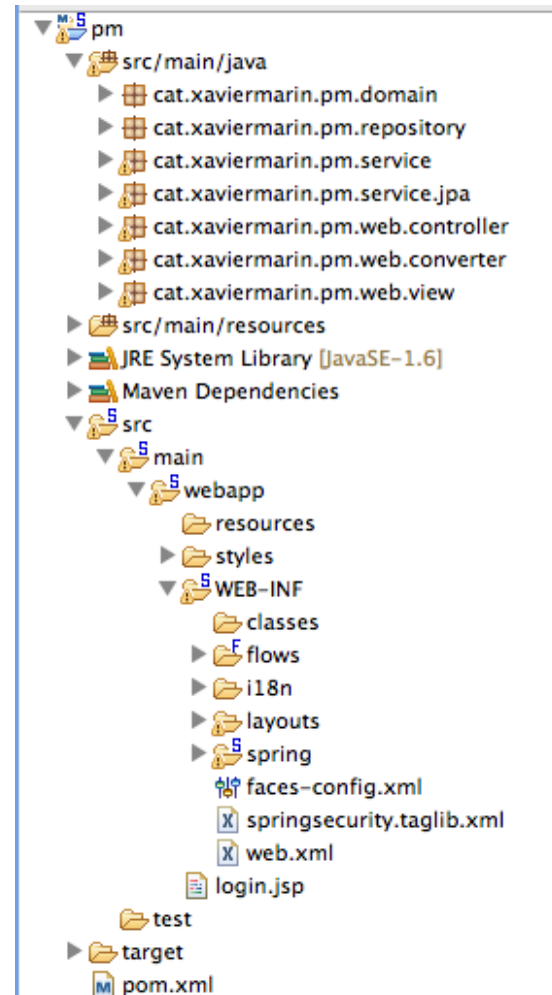 pm
src/main/java
cat.xaviermarin.pm.domain
cat.xaviermarin.pm.repository
cat.xaviermarin.pm.service
cat.xaviermarin.pm.service.jpa
cat.xaviermarin.pm.web.controller
cat.xaviermarin.pm.web.converter
cat.xaviermarin.pm.web.view
src/main/resources
JRE System Library [JavaSE-1.6]
Maven Dependencies
src
main
webapp
resources
styles
WEB-INF
classes
flows
i18n
layouts
spring
faces-config.xml
springsecurity.taglib.xml
web.xml
login.jsp
test
target
pom.xml